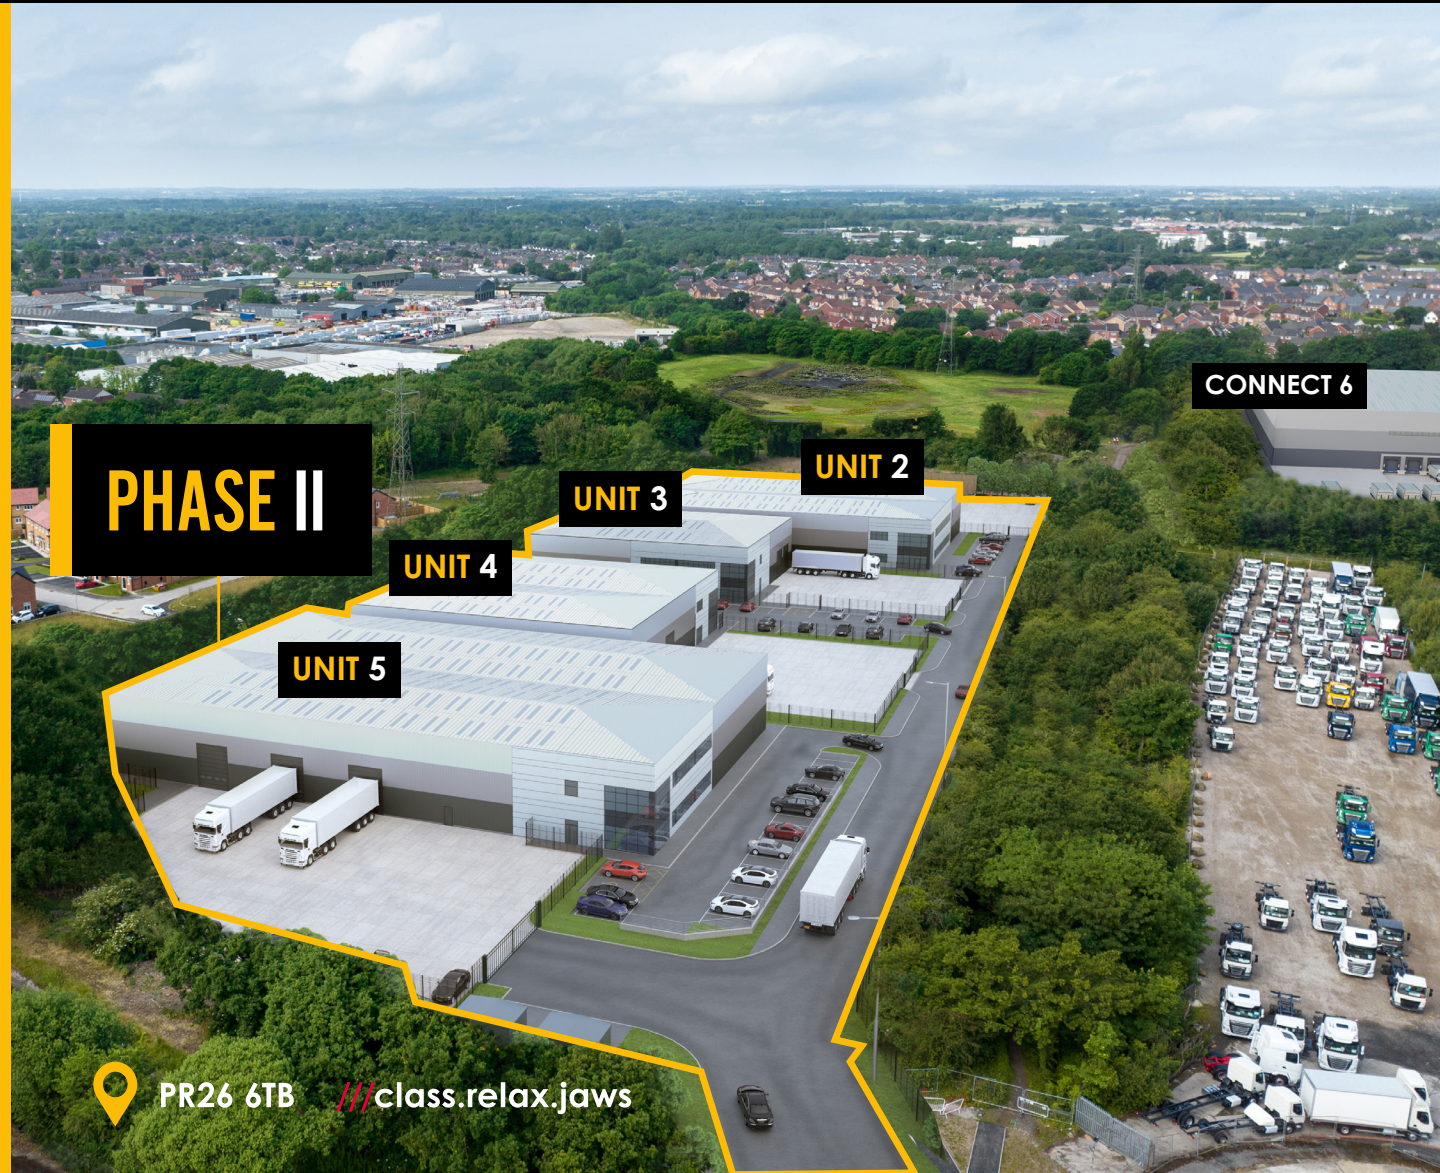 CONNECT 6
UNIT 2
UNIT 3
PHASE II
UNIT 4
UNIT 5
PR26 6TB ///class.relax.jaws